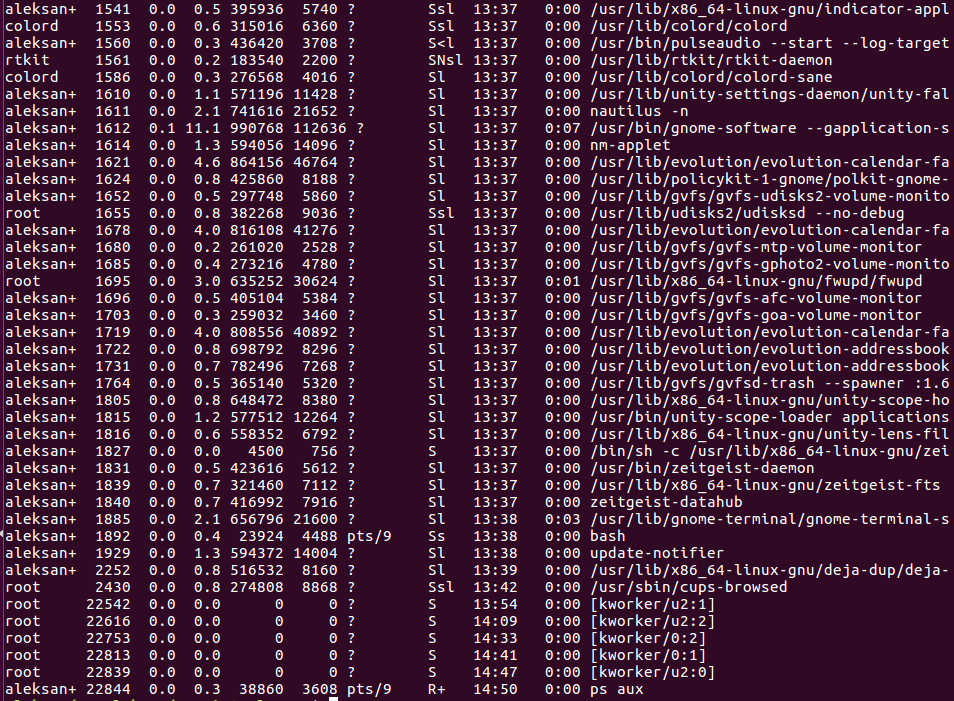 aleksan+  1541  0.0  0.5 395936  5740 ?        Ssl  13:37   0:00 /usr/lib/x86_64-linux-gnu/indicator-appl
colord    1553  0.0  0.6 315016  6360 ?        Ssl  13:37   0:00 /usr/lib/colord/colord
aleksan+  1560  0.0  0.3 436420  3708 ?        S<l  13:37   0:00 /usr/bin/pulseaudio --start --log-target
rtkit     1561  0.0  0.2 183540  2200 ?        SNsl 13:37   0:00 /usr/lib/rtkit/rtkit-daemon
colord    1586  0.0  0.3 276568  4016 ?        Sl   13:37   0:00 /usr/lib/colord/colord-sane
aleksan+  1610  0.0  1.1 571196 11428 ?        Sl   13:37   0:00 /usr/lib/unity-settings-daemon/unity-fal
aleksan+  1611  0.0  2.1 741616 21652 ?        Sl   13:37   0:00 nautilus -n
aleksan+  1612  0.1 11.1 990768 112636 ?       Sl   13:37   0:07 /usr/bin/gnome-software --gapplication-s
aleksan+  1614  0.0  1.3 594056 14096 ?        Sl   13:37   0:00 nm-applet
aleksan+  1621  0.0  4.6 864156 46764 ?        Sl   13:37   0:00 /usr/lib/evolution/evolution-calendar-fa
aleksan+  1624  0.0  0.8 425860  8188 ?        Sl   13:37   0:00 /usr/lib/policykit-1-gnome/polkit-gnome-
aleksan+  1652  0.0  0.5 297748  5860 ?        Sl   13:37   0:00 /usr/lib/gvfs/gvfs-udisks2-volume-monito
root      1655  0.0  0.8 382268  9036 ?        Ssl  13:37   0:00 /usr/lib/udisks2/udisksd --no-debug
aleksan+  1678  0.0  4.0 816108 41276 ?        Sl   13:37   0:00 /usr/lib/evolution/evolution-calendar-fa
aleksan+  1680  0.0  0.2 261020  2528 ?        Sl   13:37   0:00 /usr/lib/gvfs/gvfs-mtp-volume-monitor
aleksan+  1685  0.0  0.4 273216  4780 ?        Sl   13:37   0:00 /usr/lib/gvfs/gvfs-gphoto2-volume-monito
root      1695  0.0  3.0 635252 30624 ?        Sl   13:37   0:01 /usr/lib/x86_64-linux-gnu/fwupd/fwupd
aleksan+  1696  0.0  0.5 405104  5384 ?        Sl   13:37   0:00 /usr/lib/gvfs/gvfs-afc-volume-monitor
aleksan+  1703  0.0  0.3 259032  3460 ?        Sl   13:37   0:00 /usr/lib/gvfs/gvfs-goa-volume-monitor
aleksan+  1719  0.0  4.0 808556 40892 ?        Sl   13:37   0:00 /usr/lib/evolution/evolution-calendar-fa
aleksan+  1722  0.0  0.8 698792  8296 ?        Sl   13:37   0:00 /usr/lib/evolution/evolution-addressbook
aleksan+  1731  0.0  0.7 782496  7268 ?        Sl   13:37   0:00 /usr/lib/evolution/evolution-addressbook
aleksan+  1764  0.0  0.5 365140  5320 ?        Sl   13:37   0:00 /usr/lib/gvfs/gvfsd-trash --spawner :1.6
aleksan+  1805  0.0  0.8 648472  8380 ?        Sl   13:37   0:00 /usr/lib/x86_64-linux-gnu/unity-scope-ho
aleksan+  1815  0.0  1.2 577512 12264 ?        Sl   13:37   0:00 /usr/bin/unity-scope-loader applications
aleksan+  1816  0.0  0.6 558352  6792 ?        Sl   13:37   0:00 /usr/lib/x86_64-linux-gnu/unity-lens-fil
aleksan+  1827  0.0  0.0   4500   756 ?        S    13:37   0:00 /bin/sh -c /usr/lib/x86_64-linux-gnu/zei
aleksan+  1831  0.0  0.5 423616  5612 ?        Sl   13:37   0:00 /usr/bin/zeitgeist-daemon
aleksan+  1839  0.0  0.7 321460  7112 ?        Sl   13:37   0:00 /usr/lib/x86_64-linux-gnu/zeitgeist-fts
aleksan+  1840  0.0  0.7 416992  7916 ?        Sl   13:37   0:00 zeitgeist-datahub
aleksan+  1885  0.0  2.1 656796 21600 ?        Sl   13:38   0:03 /usr/lib/gnome-terminal/gnome-terminal-s
aleksan+  1892  0.0  0.4  23924  4488 pts/9    Ss   13:38   0:00 bash
aleksan+  1929  0.0  1.3 594372 14004 ?        Sl   13:38   0:00 update-notifier
aleksan+  2252  0.0  0.8 516532  8160 ?        Sl   13:39   0:00 /usr/lib/x86_64-linux-gnu/deja-dup/deja-
root      2430  0.0  0.8 274808  8868 ?        Ssl  13:42   0:00 /usr/sbin/cups-browsed
root     22542  0.0  0.0      0     0 ?        S    13:54   0:00 [kworker/u2:1]
root     22616  0.0  0.0      0     0 ?        S    14:09   0:00 [kworker/u2:2]
root     22753  0.0  0.0      0     0 ?        S    14:33   0:00 [kworker/0:2]
root     22813  0.0  0.0      0     0 ?        S    14:41   0:00 [kworker/0:1]
root     22839  0.0  0.0      0     0 ?        S    14:47   0:00 [kworker/u2:0]
aleksan+ 22844  0.0  0.3  38860  3608 pts/9    R+   14:50   0:00 ps aux